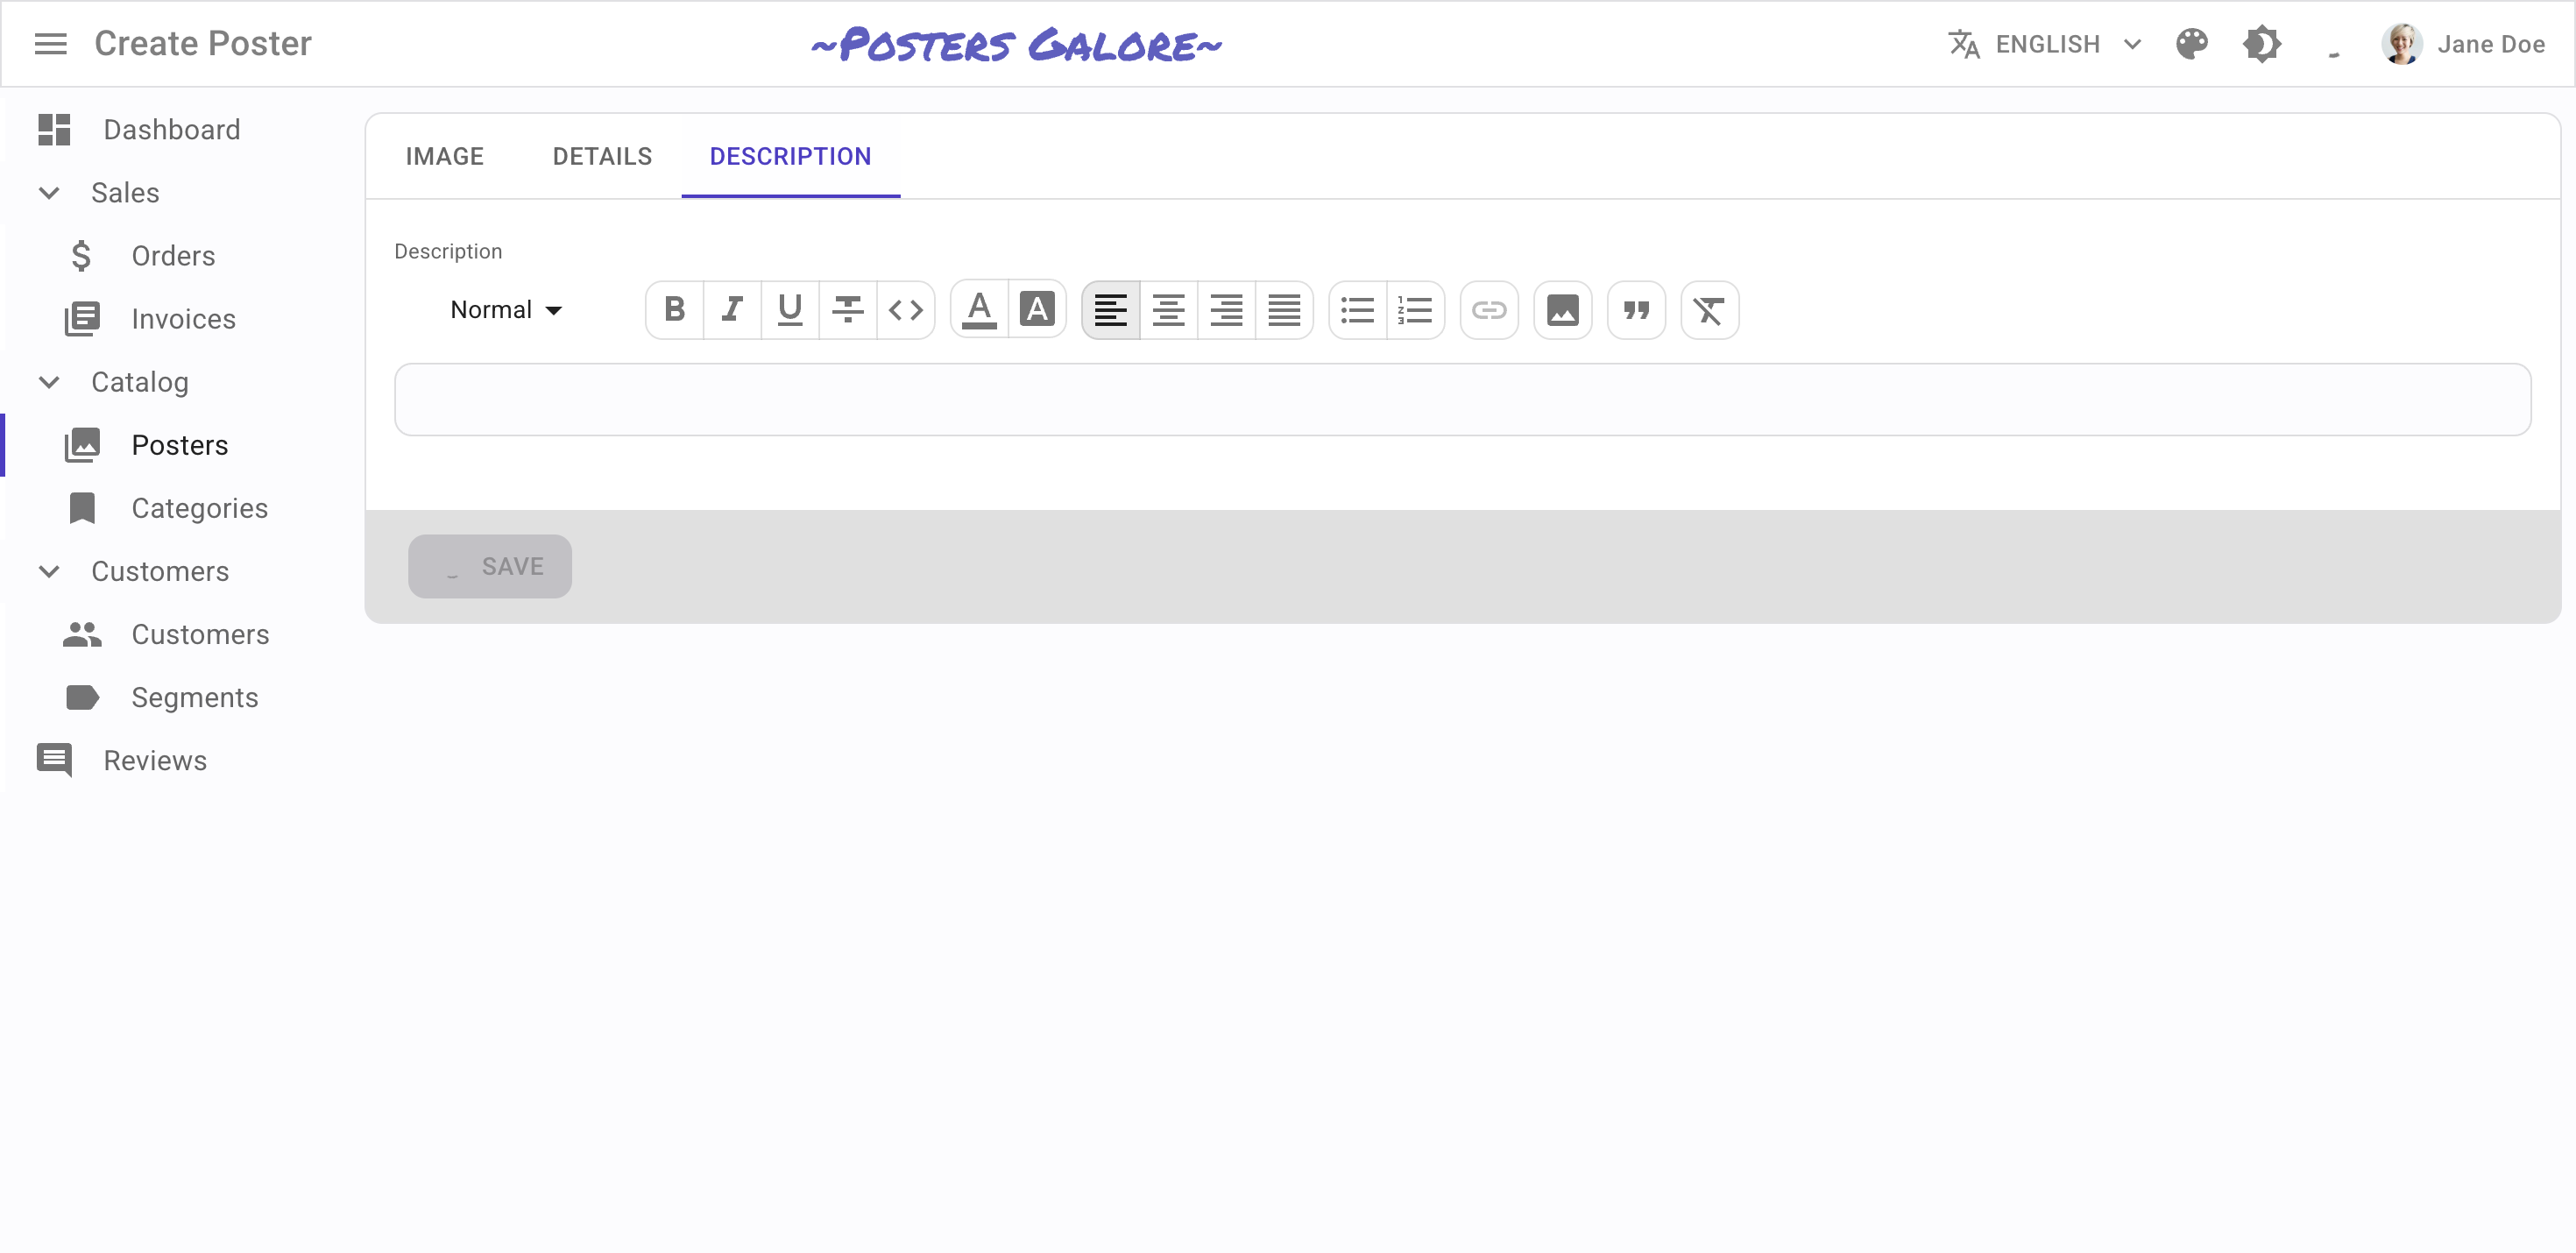 Create Poster
~Posters Galore~
ENGLISH
Jane Doe
Dashboard
Sales
Orders
Invoices
Catalog
Posters
Categories
Customers
Customers
Segments
Reviews
IMAGE DETAILS DESCRIPTION
Description
Normal
SAVE